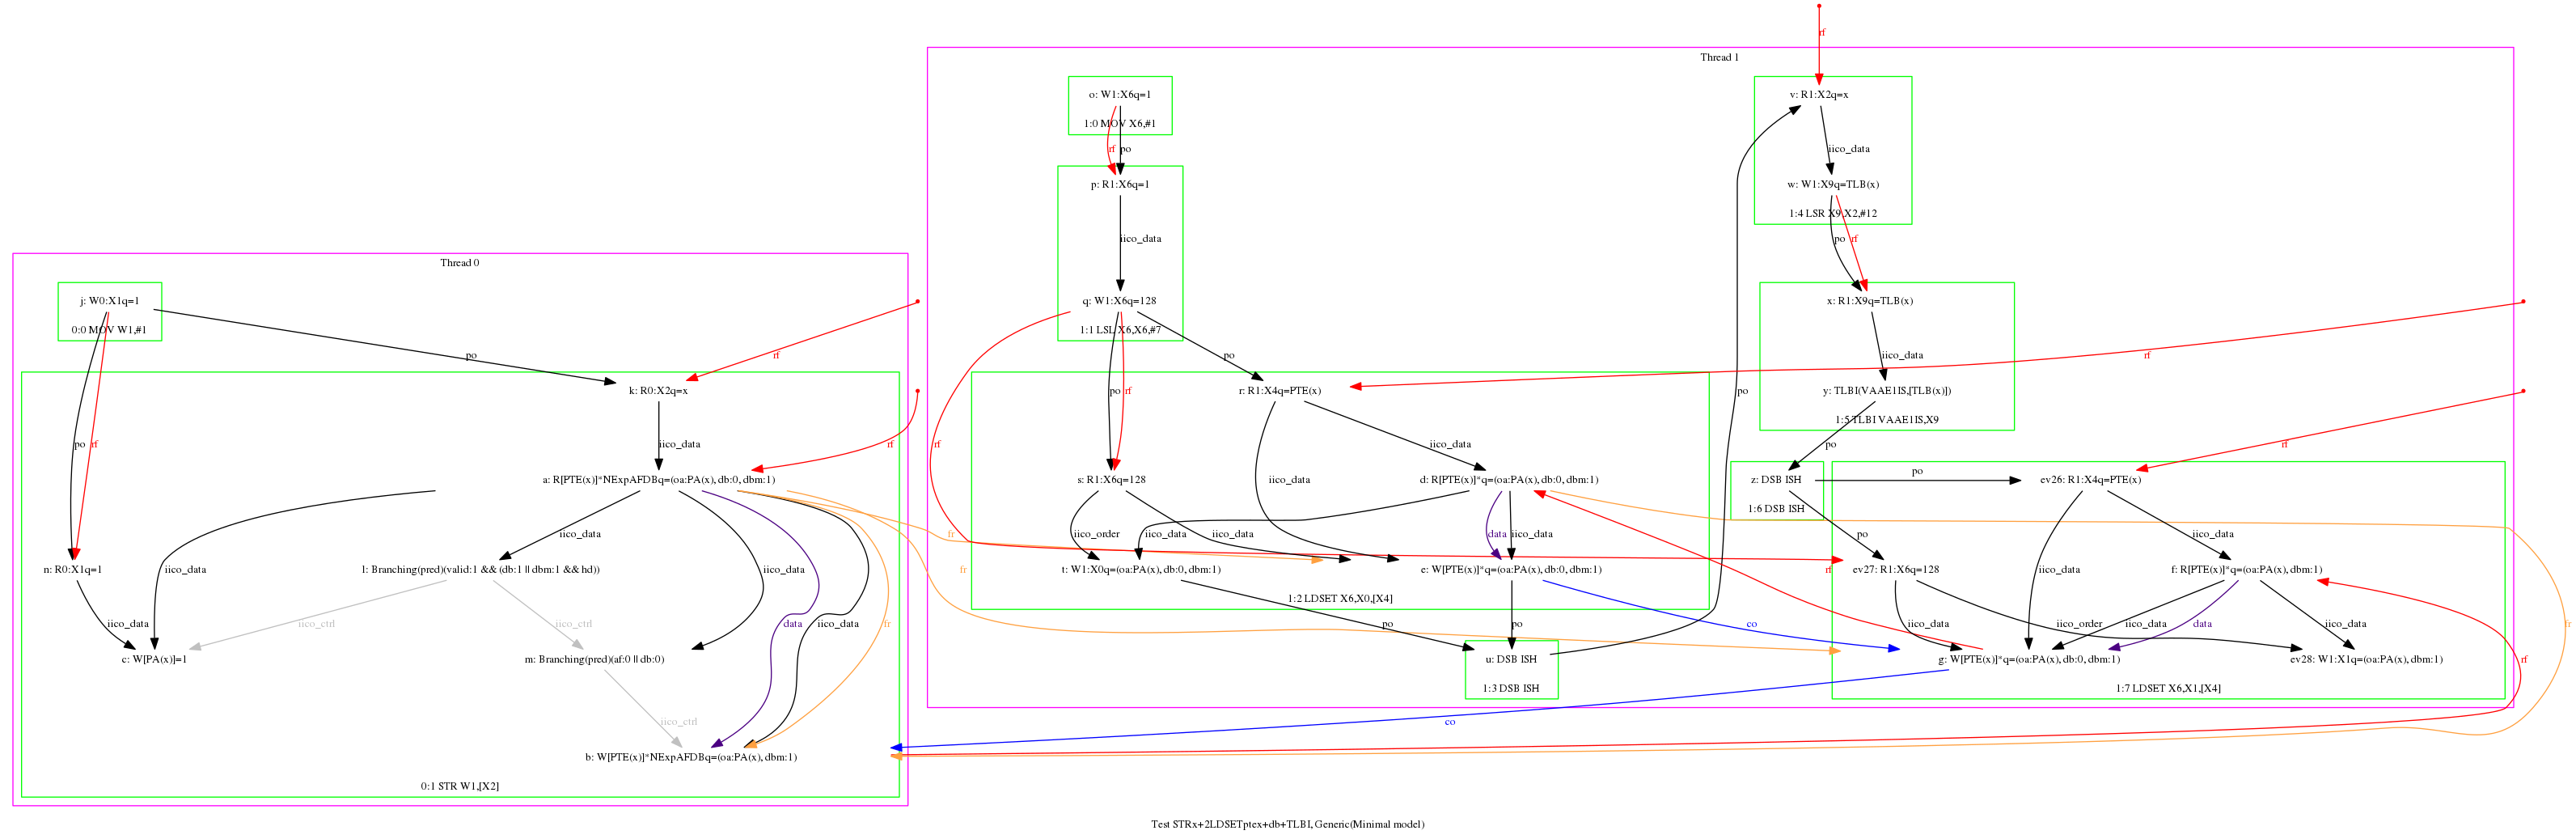 rf
Thread 1
o: W1:X6q=1
v: R1:X2q=x
1:0 MOV X6,#1
rf
po
iico_data
p: R1:X6q=1
w: W1:X9q=TLB(x)
1:4 LSR X9,X2,#12
iico_data
po
rf
Thread 0
j: W0:X1q=1
q: W1:X6q=128
x: R1:X9q=TLB(x)
0:0 MOV W1,#1
1:1 LSL X6,X6,#7
po
rf
po
iico_data
rf
k: R0:X2q=x
po
rf
r: R1:X4q=PTE(x)
po
y: TLBI(VAAE1IS,[TLB(x)])
1:5 TLBI VAAE1IS,X9
po
rf
iico_data
rf
rf
iico_data
po
rf
a: R[PTE(x)]*NExpAFDBq=(oa:PA(x), db:0, dbm:1)
s: R1:X6q=128
iico_data
d: R[PTE(x)]*q=(oa:PA(x), db:0, dbm:1)
z: DSB ISH
po
ev26: R1:X4q=PTE(x)
1:6 DSB ISH
iico_data
fr
iico_order
iico_data
iico_data
data
iico_data
po
iico_data
n: R0:X1q=1
iico_data
l: Branching(pred)(valid:1 && (db:1 || dbm:1 && hd))
iico_data
fr
t: W1:X0q=(oa:PA(x), db:0, dbm:1)
e: W[PTE(x)]*q=(oa:PA(x), db:0, dbm:1)
rf
ev27: R1:X6q=128
iico_data
f: R[PTE(x)]*q=(oa:PA(x), dbm:1)
1:2 LDSET X6,X0,[X4]
iico_data
iico_ctrl
iico_ctrl
data
iico_data
fr
po
po
co
iico_data
iico_order
iico_data
data
iico_data
fr
c: W[PA(x)]=1
m: Branching(pred)(af:0 || db:0)
u: DSB ISH
g: W[PTE(x)]*q=(oa:PA(x), db:0, dbm:1)
ev28: W1:X1q=(oa:PA(x), dbm:1)
rf
1:3 DSB ISH
1:7 LDSET X6,X1,[X4]
iico_ctrl
co
b: W[PTE(x)]*NExpAFDBq=(oa:PA(x), dbm:1)
0:1 STR W1,[X2]
Test STRx+2LDSETptex+db+TLBI, Generic(Minimal model)